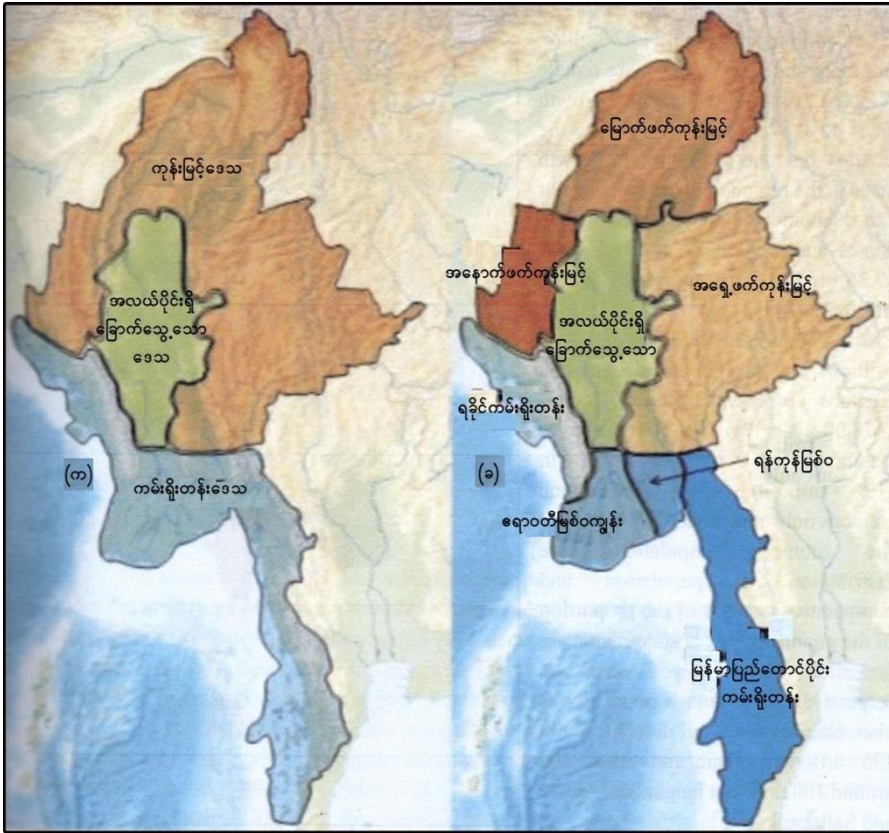 ကုန်းမြင့်ဒေသ
အလယ်ပိုင်းရှိ
ခြောက်သွေ့သော
ဒေသ
(က)
ကမ်းရိုးတန်းဒေသ
မြောက်ဖက်ကုန်းမြင့်
အနောက်ဖက်ကုန်းမြင့်
အရှေ့ဖက်ကုန်းမြင့်
အလယ်ပိုင်းရှိ
ခြောက်သွေ့သော
ရခိုင်ကမ်းရိုးတန်း
(ခ)
ရန်ကုန်မြစ်ဝ
ဧရာဝတီမြစ်ဝကျွန်း
မြန်မာပြည်တောင်ပိုင်း
ကမ်းရိုးတန်း